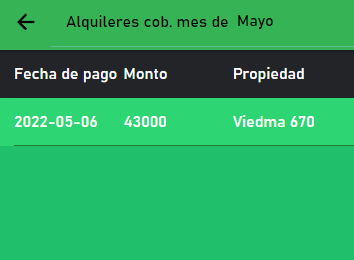 Alquileres cob. mes de Mayo
Fecha de pago Monto Propiedad
2022-05-06 43000 Viedma 670